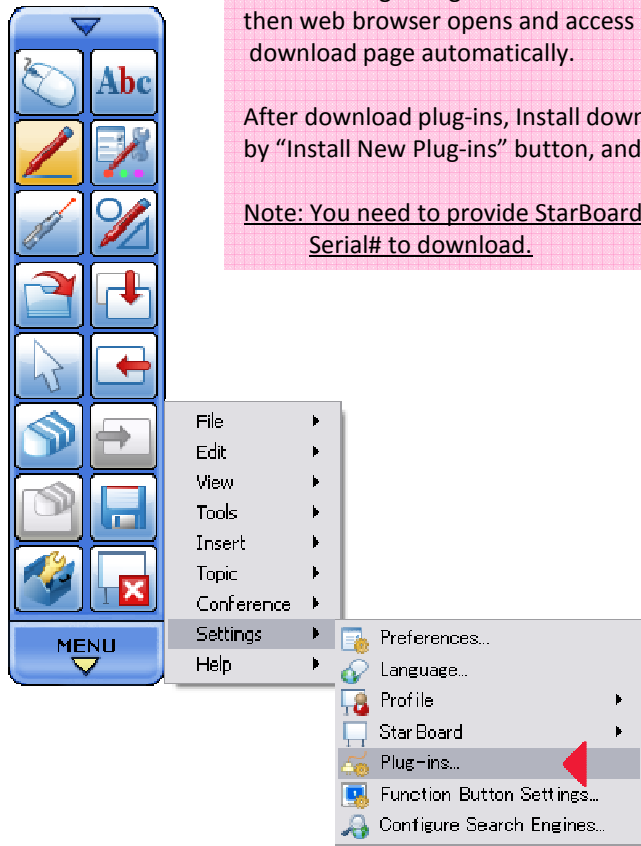 then web browser opens and access
download page automatically.
After download plug-ins, Install down
by “Install New Plug-ins” button, and
Note: You need to provide StarBoard
Serial# to download.
Abc
File
Edit
View
Tools
Insert
Topic
Conference
Settings
Help
MENU
Preferences...
Language...
Profile
StarBoard
Plug-ins...
Function Button Settings...
Configure Search Engines...